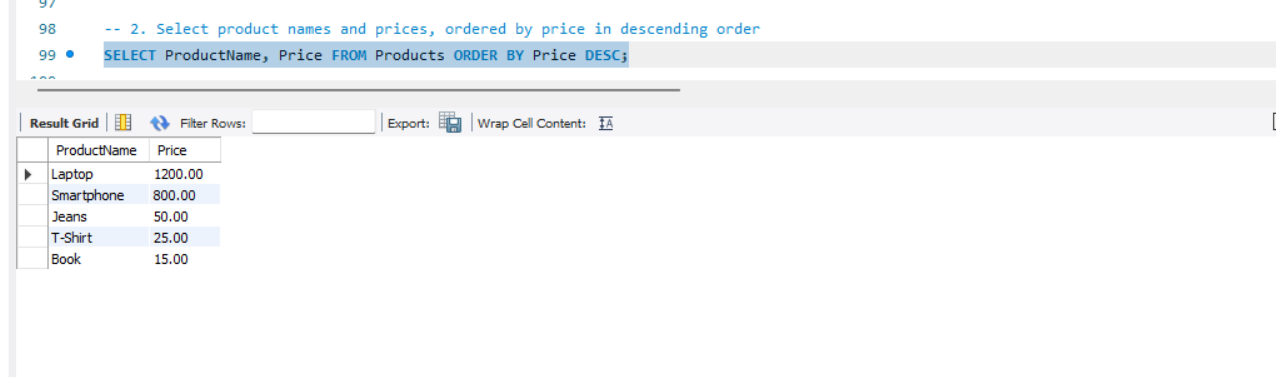 97
98 -- 2. Select product names and prices, ordered by price in descending order
99 SELECT ProductName, Price FROM Products ORDER BY Price DESC;
Result Grid Filter Rows: Export: Wrap Cell Content: IA
ProductName Price
Laptop 1200.00
Smartphone 800.00
Jeans 50.00
T-Shirt 25.00
Book 15.00